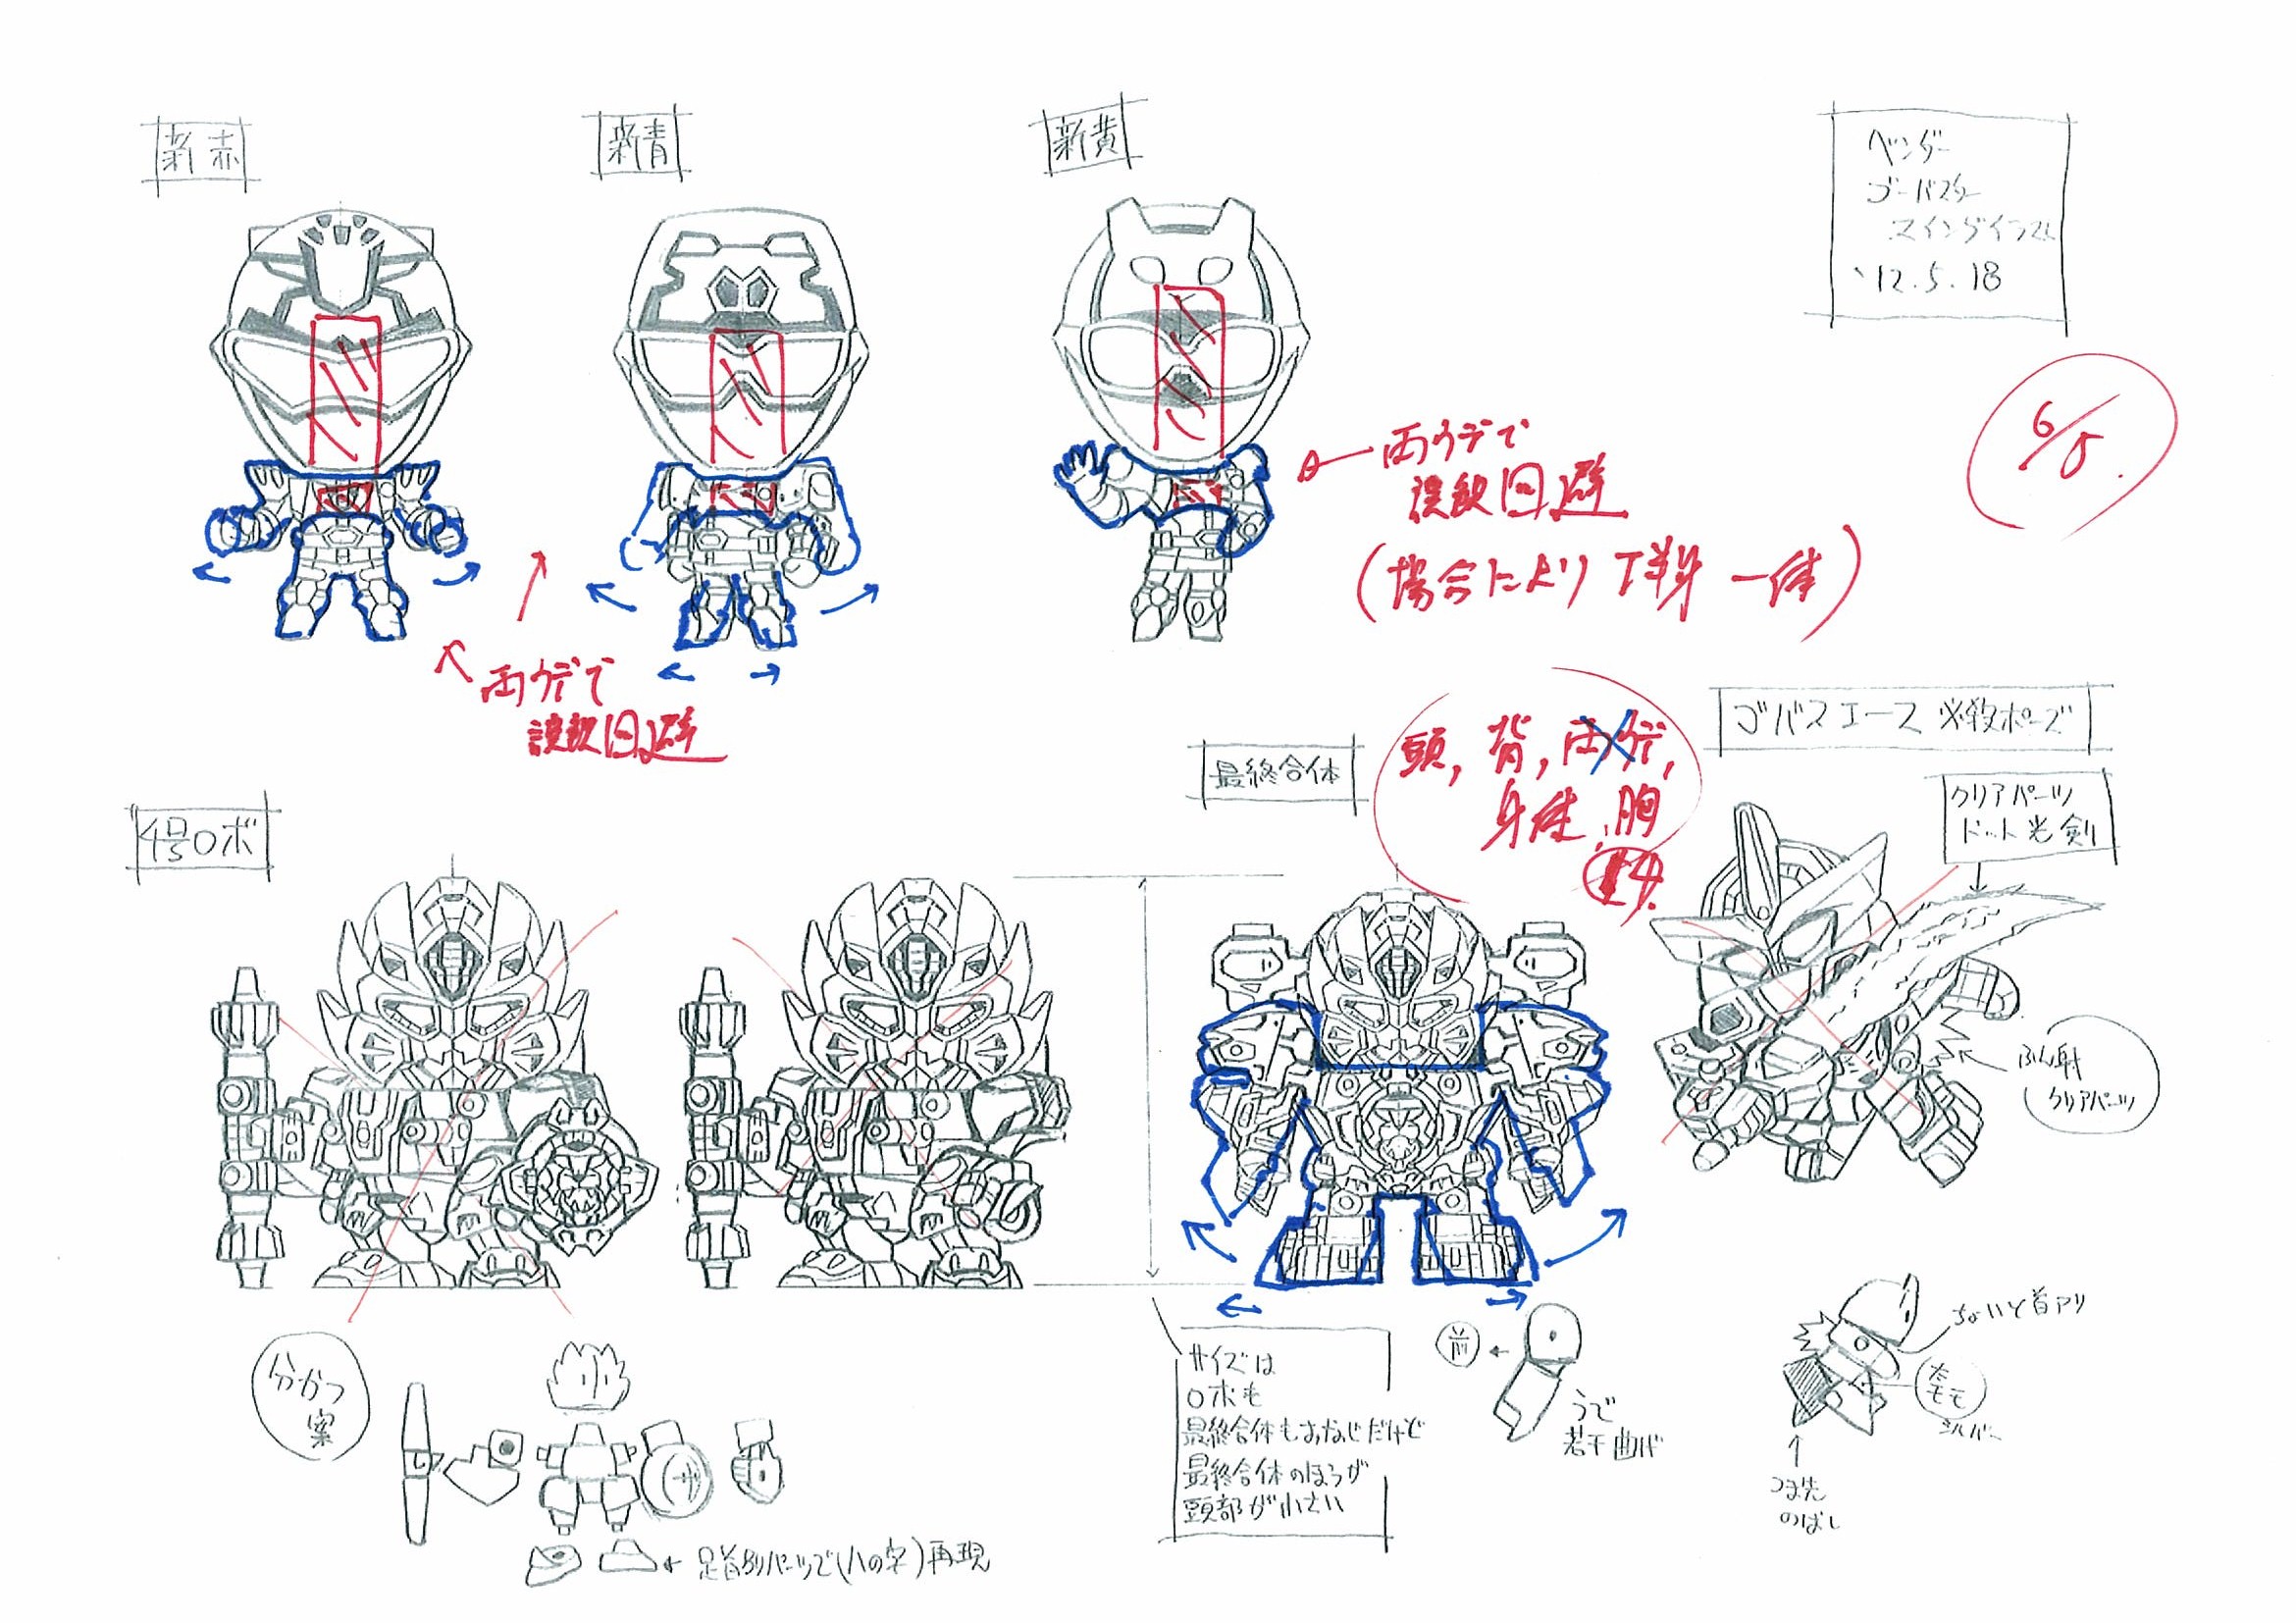 新赤
新青
新黄
ベンダー
ゴーバスター
スイングイラスト
'12.5.18
6/5.
両ウデで
誤飲回避
(場合により下半身一体)
両ウデで
誤飲回避
4号ロボ
最終合体
頭,背,両ウデ,
身体,胸
④
ゴバスエース必殺ポーズ
クリアパーツ
ドット光剣
ふん射
クリアパーツ
分かつ
案
足首別パーツで(ハの字)再現
サイズは
ロボも
最終合体もおなじだけど
最終合体のほうが
頭部が小さい
前
うで
若干曲げ
ちょいと首アリ
太もも
シルバー
つま先
のばし